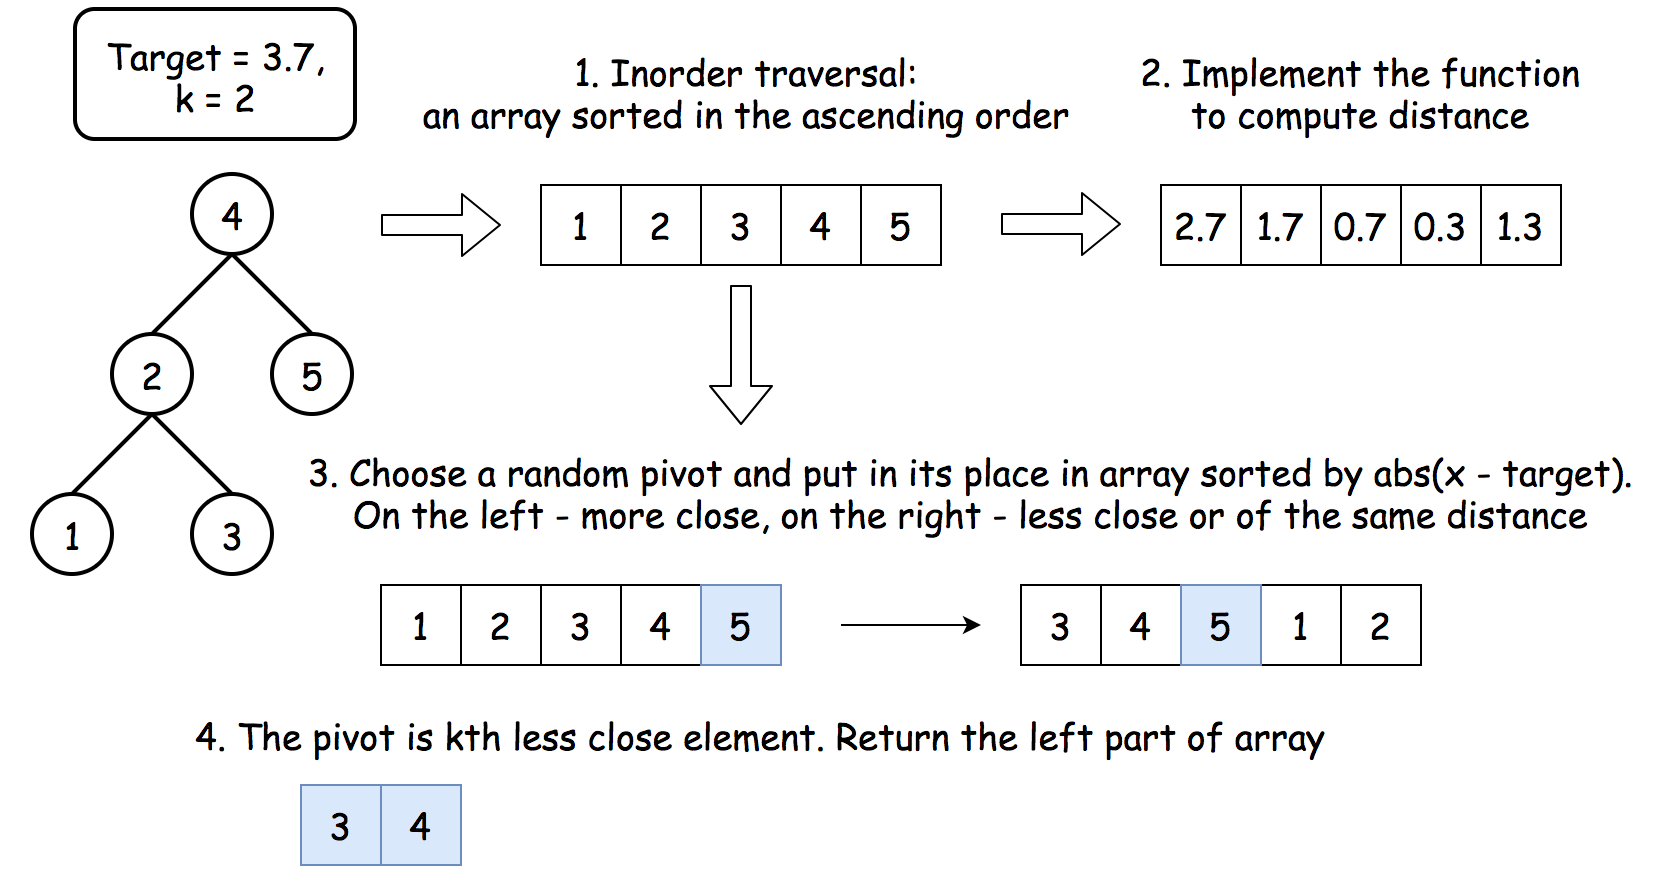 Target = 3.7,
k = 2
1. Inorder traversal:
an array sorted in the ascending order
2. Implement the function
to compute distance
4
2 5
1 3
1 2 3 4 5
2.7 1.7 0.7 0.3 1.3
3. Choose a random pivot and put in its place in array sorted by abs(x - target).
On the left - more close, on the right - less close or of the same distance
1 2 3 4 5
3 4 5 1 2
4. The pivot is kth less close element. Return the left part of array
3 4